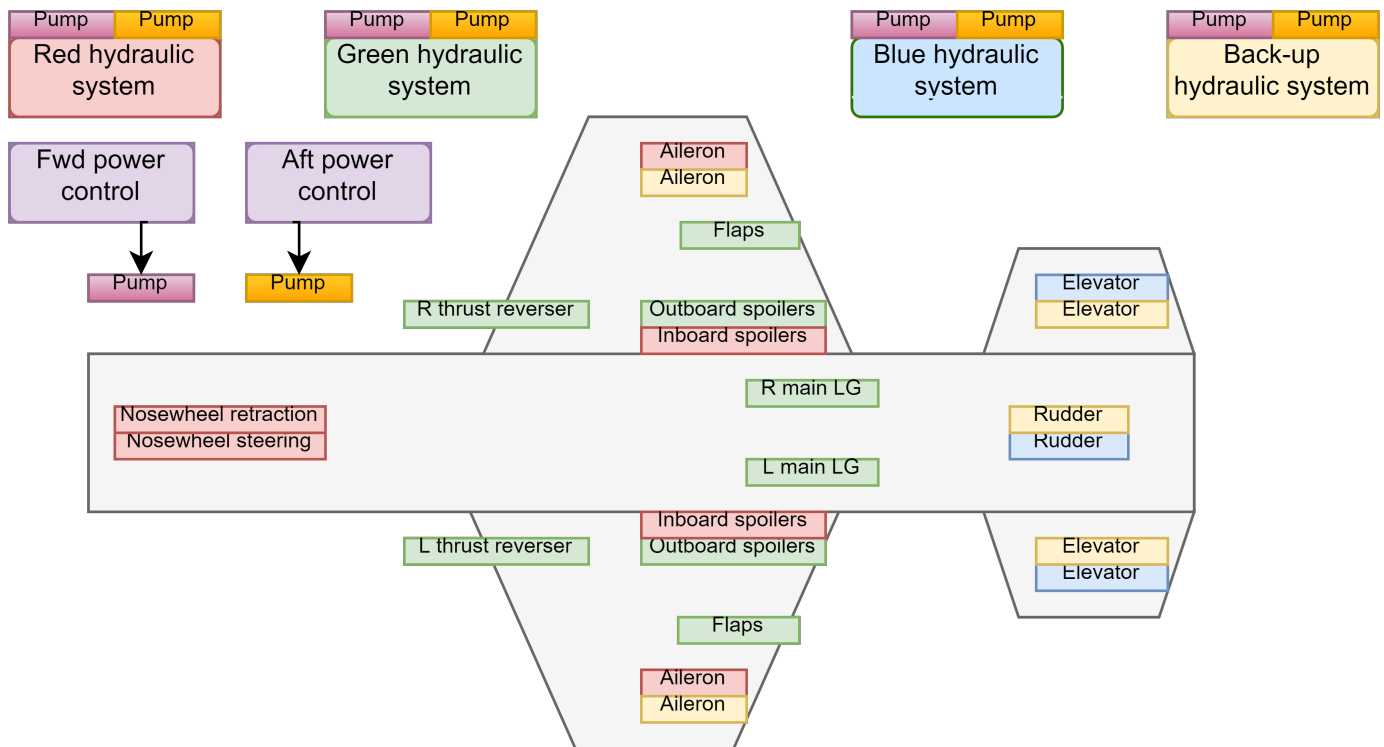 Pump Pump
Red hydraulic
system
Pump Pump
Green hydraulic
system
Pump Pump
Blue hydraulic
system
Pump Pump
Back-up
hydraulic system
Fwd power
control
Aft power
control
Pump
Pump
Aileron
Aileron
Flaps
R thrust reverser
Outboard spoilers
Inboard spoilers
Elevator
Elevator
R main LG
Nosewheel retraction
Nosewheel steering
Rudder
Rudder
L main LG
Inboard spoilers
Outboard spoilers
L thrust reverser
Elevator
Elevator
Flaps
Aileron
Aileron